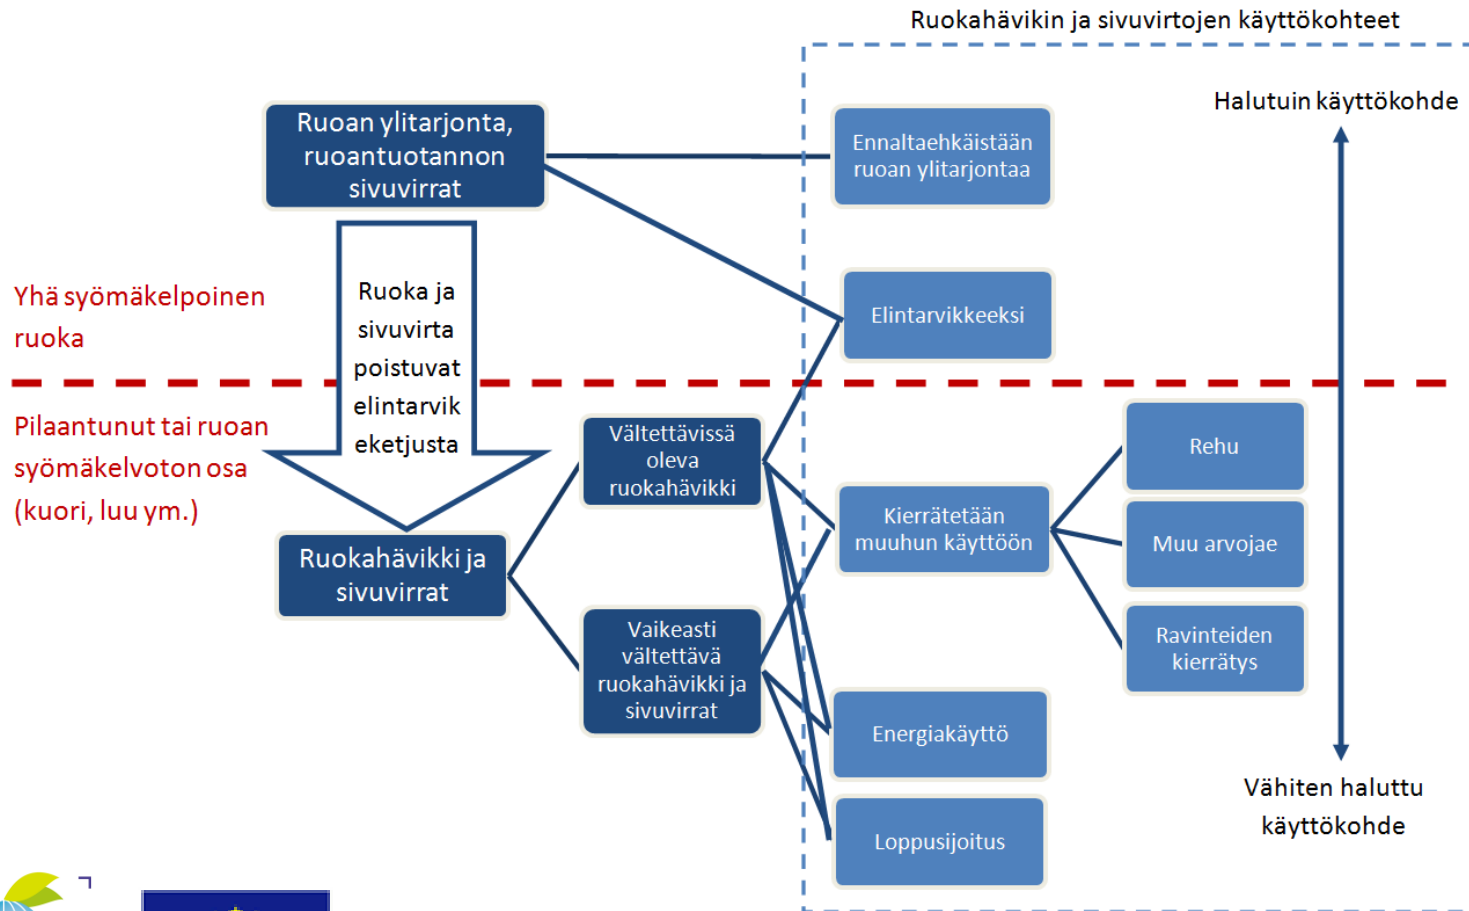 Ruokahävikin ja sivuvirtojen käyttökohteet
Halutuin käyttökohde
Ruoan ylitarjonta,
ruoantuotannon
sivuvirrat
Ennaltaehkäistään
ruoan ylitarjontaa
Yhä syömäkelpoinen
ruoka
Ruoka ja
sivuvirta
poistuvat
elintarvik
eketjusta
Elintarvikkeeksi
Pilaantunut tai ruoan
syömäkelvoton osa
(kuori, luu ym.)
Vältettävissä
oleva
ruokahävikki
Rehu
Kierrätetään
muuhun käyttöön
Muu arvojae
Ruokahävikki ja
sivuvirrat
Vaikeasti
vältettävä
ruokahävikki ja
sivuvirrat
Ravinteiden
kierrätys
Energiakäyttö
Vähiten haluttu
käyttökohde
Loppusijoitus